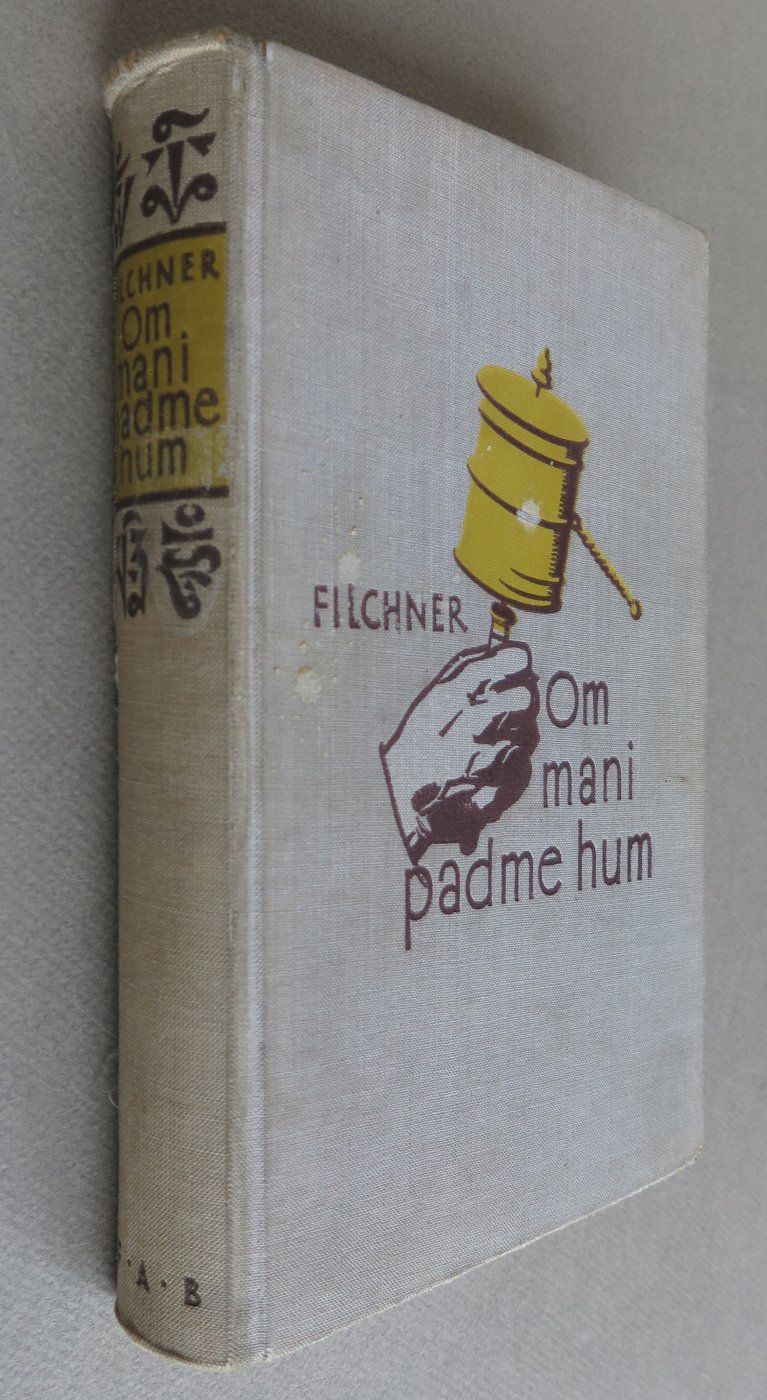 FILCHNER
Om
mani
padme hum
FILCHNER
Om
mani
padme
hum
A · B